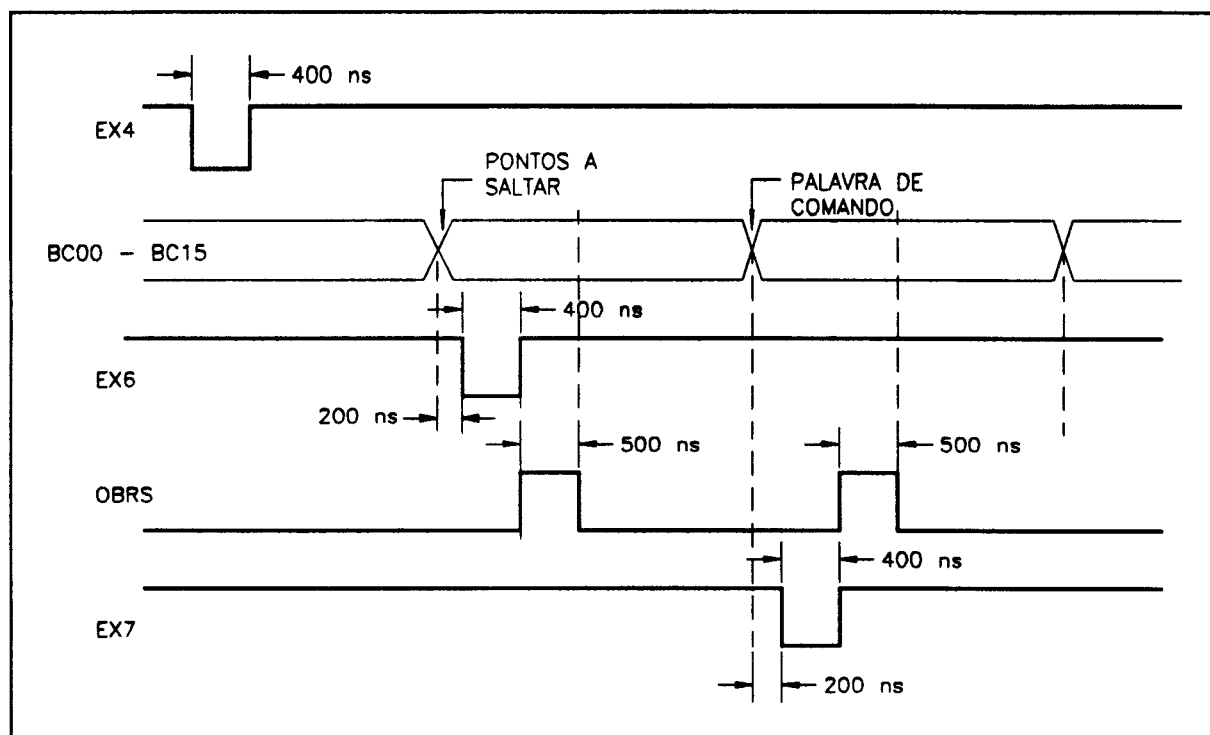 400 ns
EX4
PONTOS A
SALTAR
PALAVRA DE
COMANDO
BC00 - BC15
400 ns
EX6
200 ns
500 ns
500 ns
OBRS
400 ns
EX7
200 ns